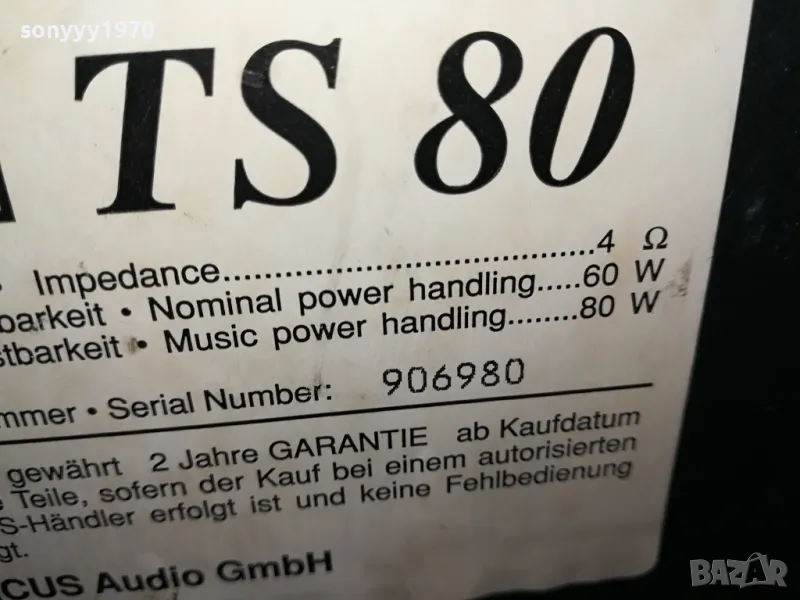 sonyyy1970
TS 80
Impedance..........................................4 Ω
barkeit • Nominal power handling.....60 W
stbarkeit • Music power handling........80 W
mmer • Serial Number: 906980
gewährt 2 Jahre GARANTIE ab Kaufdatum
e Teile, sofern der Kauf bei einem autorisierten
S-Händler erfolgt ist und keine Fehlbedienung
gt.
CUS Audio GmbH
BAZAR